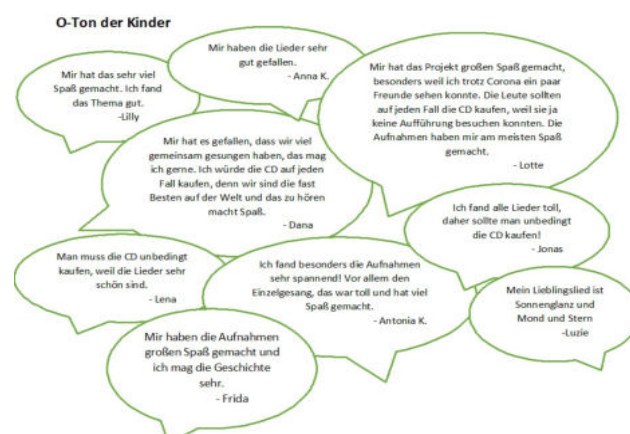 O-Ton der Kinder
Mir hat das sehr viel
Spaß gemacht. Ich fand
das Thema gut.
-Lilly
Mir haben die Lieder sehr
gut gefallen.
- Anna K.
Mir hat das Projekt großen Spaß gemacht,
besonders weil ich trotz Corona ein paar
Freunde sehen konnte. Die Leute sollten
auf jeden Fall die CD kaufen, weil sie ja
keine Aufführung besuchen konnten. Die
Aufnahmen haben mir am meisten Spaß
gemacht.
- Lotte
Mir hat es gefallen, dass wir viel
gemeinsam gesungen haben, das mag
ich gerne. Ich würde die CD auf jeden
Fall kaufen, denn wir sind die fast
Besten auf der Welt und das zu hören
macht Spaß.
- Dana
Ich fand alle Lieder toll,
daher sollte man unbedingt
die CD kaufen!
- Jonas
Man muss die CD unbedingt
kaufen, weil die Lieder sehr
schön sind.
- Lena
Ich fand besonders die Aufnahmen
sehr spannend! Vor allem den
Einzelgesang, das war toll und hat viel
Spaß gemacht.
- Antonia K.
Mein Lieblingslied ist
Sonnenglanz und
Mond und Stern
-Luzie
Mir haben die Aufnahmen
großen Spaß gemacht und
ich mag die Geschichte
sehr.
- Frida